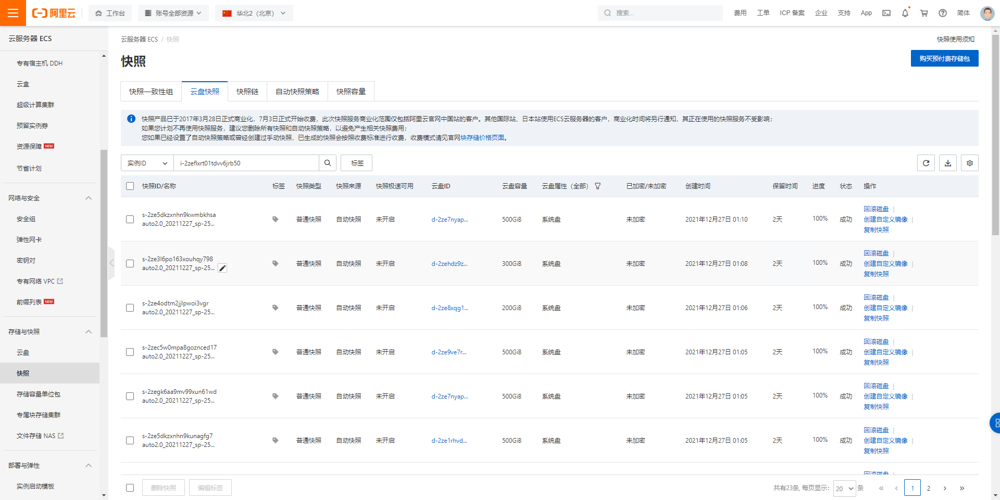 阿里云
工作台
账号全部资源
华北2（北京）
搜索...
费用
工单
ICP 备案
企业
支持
App
简体
云服务器 ECS
专有宿主机 DDH
云盒
超级计算集群
预留实例券
资源保障 NEW
节省计划
网络与安全
安全组
弹性网卡
密钥对
专有网络 VPC
前缀列表 NEW
存储与快照
云盘
快照
存储容量单位包
专属块存储集群
文件存储 NAS
部署与弹性
实例启动模板
云服务器 ECS / 快照
快照使用须知
快照
购买预付费存储包
快照一致性组 云盘快照 快照链 自动快照策略 快照容量
快照产品已于2017年3月28日正式商业化，7月3日正式开始收费，此次快照服务商业化范围仅包括阿里云官网中国站的客户。其他国际站、日本站使用ECS云服务器的客户，商业化时间将另行通知，其正在使用的快照服务不受影响；
如果您计划不再使用快照服务，建议您删除所有快照和自动快照策略，以避免产生相关快照费用；
您如果已经设置了自动快照策略或曾经创建过手动快照，已生成的快照会按照收费标准进行收费，收费模式请见官网块存储价格页面。
实例ID i-2zeflxrt01tdvv6jrb50 标签
快照ID/名称 标签 快照类型 快照来源 快照极速可用 云盘ID 云盘容量 云盘属性（全部） 已加密/未加密 创建时间 保留时间 进度 状态 操作
s-2ze5dkzxnhn9kwmbkhsa
auto2.0_20211227_sp-25...
普通快照 自动快照 未开启 d-2ze7nyap... 500GiB 系统盘 未加密 2021年12月27日 01:10 2天 100% 成功
回滚磁盘 |
创建自定义镜像 |
复制快照
s-2ze3l6po163xouhqy798
auto2.0_20211227_sp-25...
普通快照 自动快照 未开启 d-2zehdz9z... 300GiB 系统盘 未加密 2021年12月27日 01:08 2天 100% 成功
回滚磁盘 |
创建自定义镜像 |
复制快照
s-2ze4odtm2jjlpwoi3vgr
auto2.0_20211227_sp-25...
普通快照 自动快照 未开启 d-2ze8xqg1... 200GiB 系统盘 未加密 2021年12月27日 01:06 2天 100% 成功
回滚磁盘 |
创建自定义镜像 |
复制快照
s-2zec5w0mpa8goznced17
auto2.0_20211227_sp-25...
普通快照 自动快照 未开启 d-2ze9ve7r... 500GiB 系统盘 未加密 2021年12月27日 01:05 2天 100% 成功
回滚磁盘 |
创建自定义镜像 |
复制快照
s-2zegk6aa9mv99xun61wd
auto2.0_20211227_sp-25...
普通快照 自动快照 未开启 d-2ze7nyap... 500GiB 系统盘 未加密 2021年12月27日 01:05 2天 100% 成功
回滚磁盘 |
创建自定义镜像 |
复制快照
s-2ze5dkzxnhn9kunagfg7
auto2.0_20211227_sp-25...
普通快照 自动快照 未开启 d-2ze1rhvd... 500GiB 系统盘 未加密 2021年12月27日 01:05 2天 100% 成功
回滚磁盘 |
创建自定义镜像 |
复制快照
回滚磁盘 |
删除快照 编辑标签
共有23条, 每页显示: 20 条 « ‹ 1 2 › »